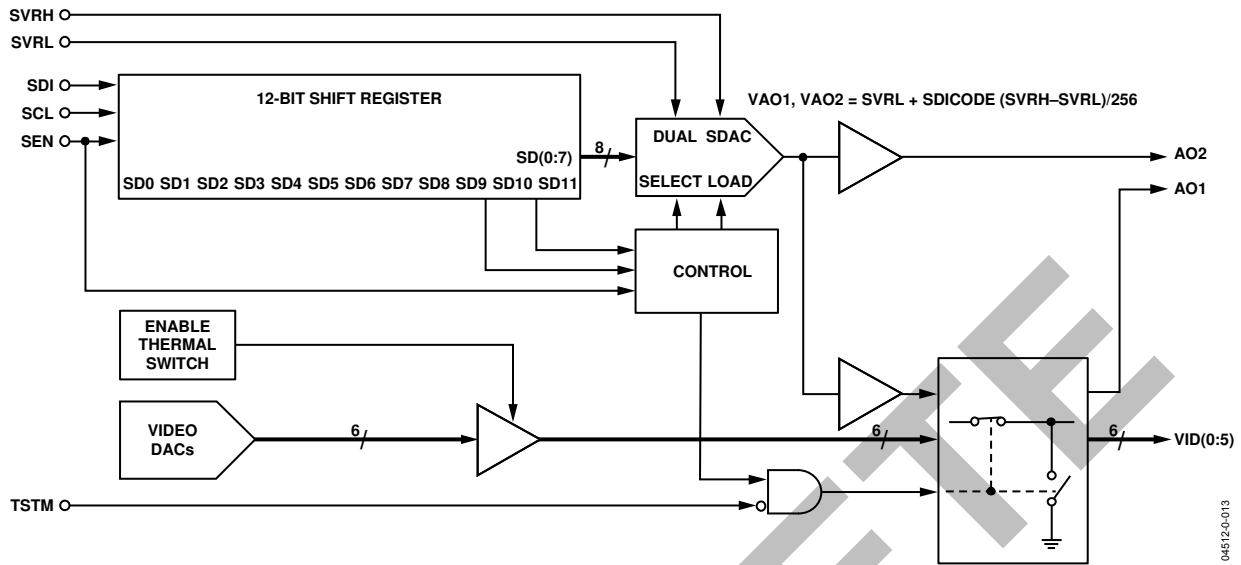 SVRH
SVRL
SDI
SCL
SEN
12-BIT SHIFT REGISTER
SD(0:7)
SD0 SD1 SD2 SD3 SD4 SD5 SD6 SD7 SD8 SD9 SD10 SD11
8
DUAL SDAC
SELECT LOAD
VAO1, VAO2 = SVRL + SDICODE (SVRH–SVRL)/256
AO2
AO1
CONTROL
ENABLE
THERMAL
SWITCH
VIDEO
DACs
6
6
6
VID(0:5)
TSTM
ETE
04512-0-013